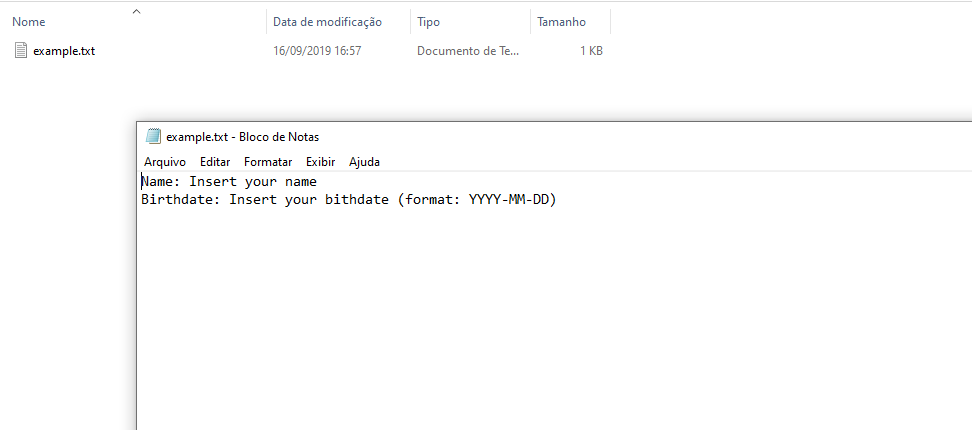 Nome Data de modificação Tipo Tamanho
example.txt 16/09/2019 16:57 Documento de Te... 1 KB
example.txt - Bloco de Notas
Arquivo Editar Formatar Exibir Ajuda
Name: Insert your name
Birthdate: Insert your bithdate (format: YYYY-MM-DD)